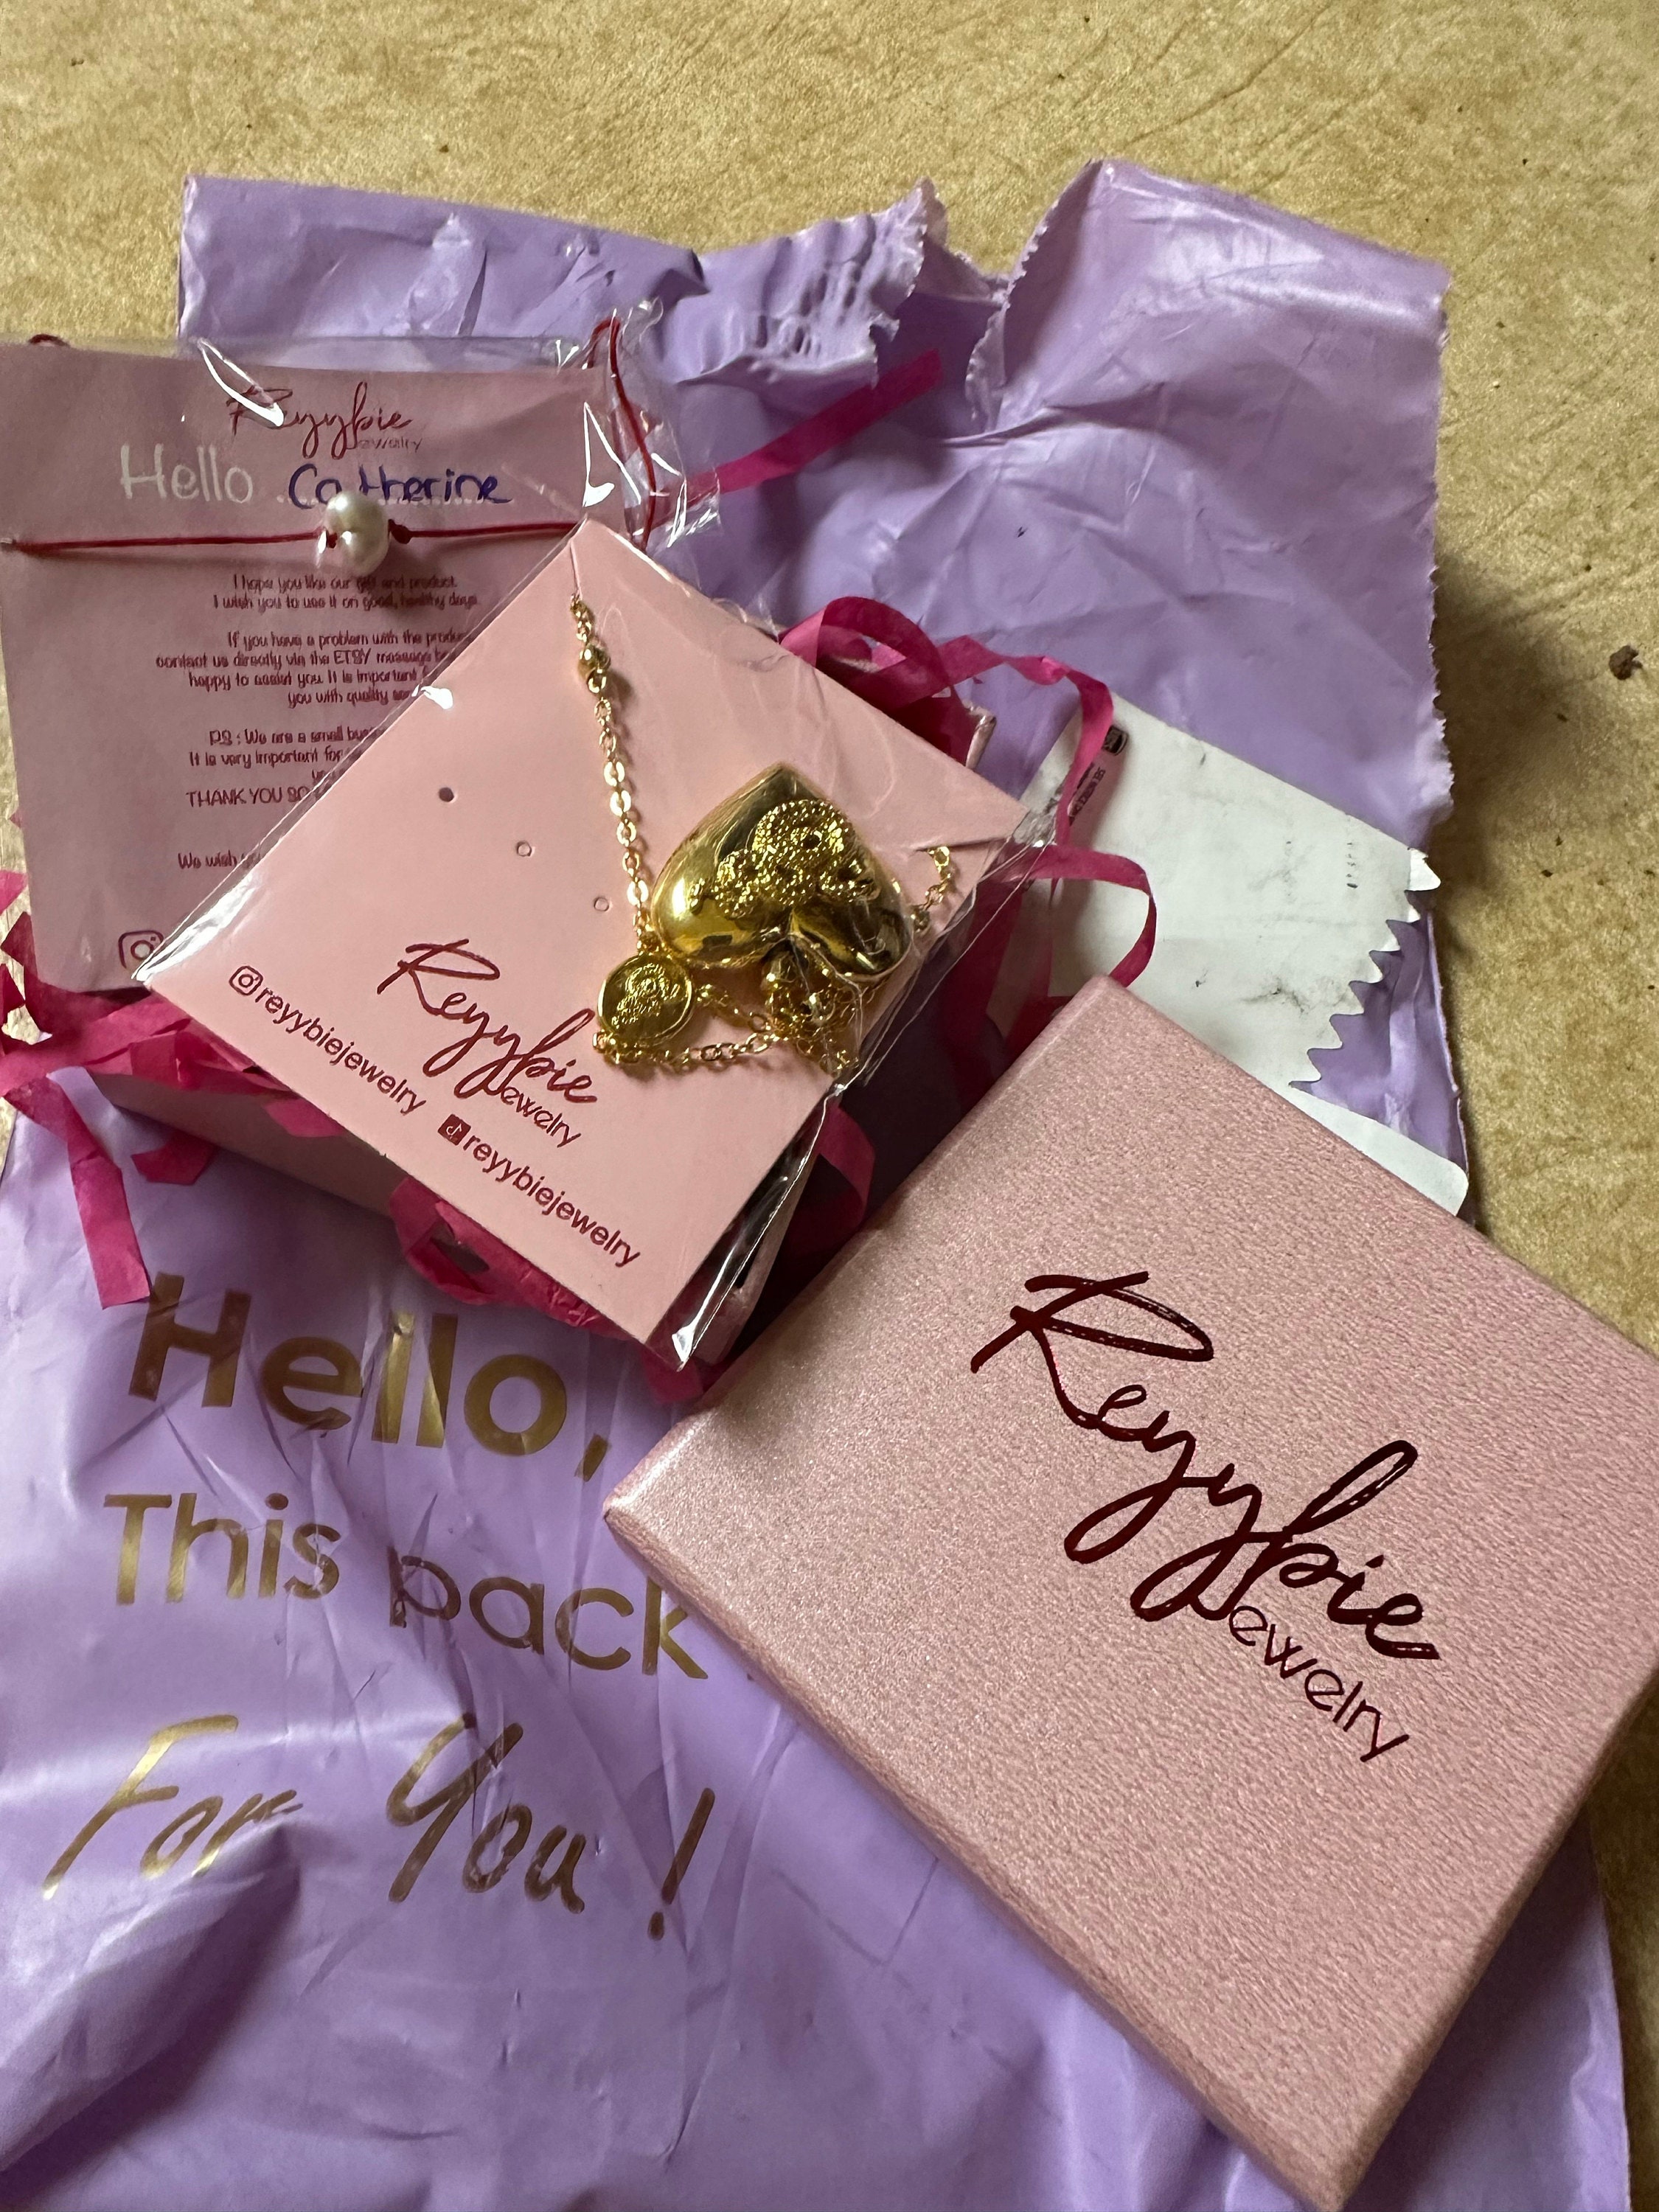 Reyybie
Jewelry
Hello Catherine
I hope you like our gift and product.
I wish you to use it on good, healthy days.
If you have a problem with the
contact us directly via the ETSY message
happy to assist you. It is important
you with quality
PS : We are a small
It is very important for
THANK YOU SO
We wish
Reyybie
Jewelry
reyybiejewelry
reyybiejewelry
Hello,
This pack
For You !
Reyybie
Jewelry